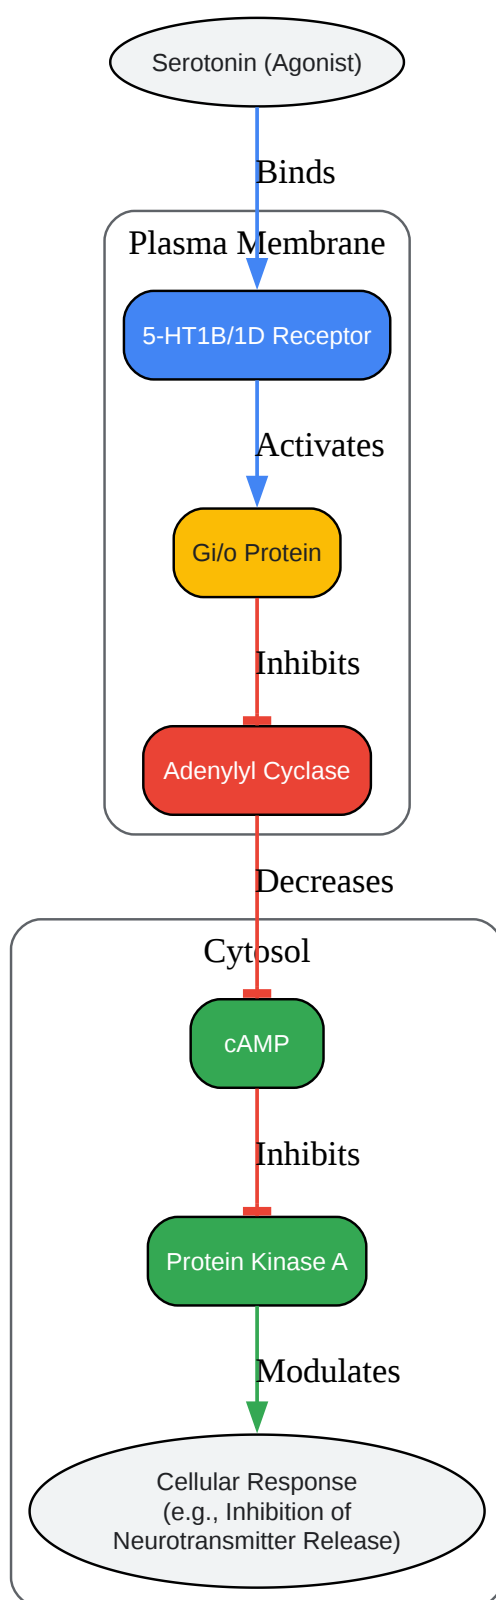 Serotonin (Agonist)
Binds
Plasma Membrane
5-HT1B/1D Receptor
Activates
Gi/o Protein
Inhibits
Adenylyl Cyclase
Decreases
Cytosol
cAMP
Inhibits
Protein Kinase A
Modulates
Cellular Response
(e.g., Inhibition of
Neurotransmitter Release)